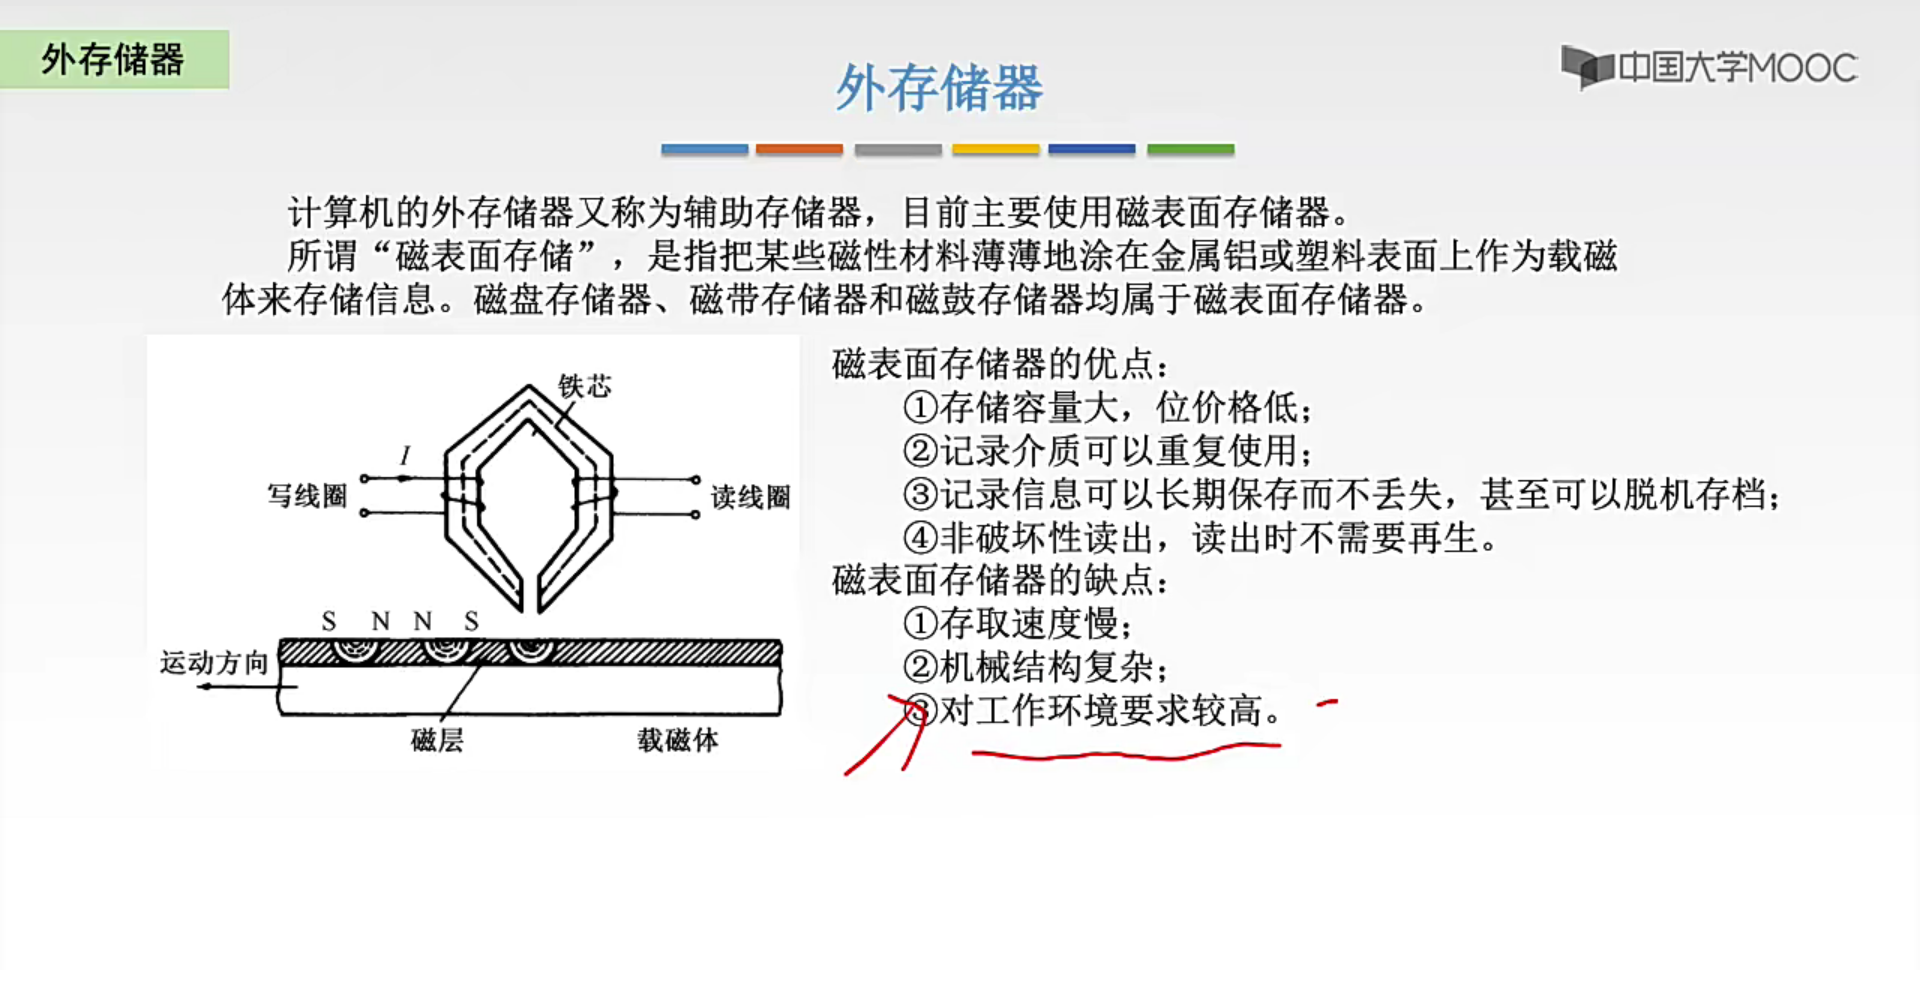 外存储器
中国大学MOOC
外存储器
计算机的外存储器又称为辅助存储器，目前主要使用磁表面存储器。
所谓“磁表面存储”，是指把某些磁性材料薄薄地涂在金属铝或塑料表面上作为载磁
体来存储信息。磁盘存储器、磁带存储器和磁鼓存储器均属于磁表面存储器。
铁芯
I
写线圈
读线圈
S N N S
运动方向
磁层
载磁体
磁表面存储器的优点：
①存储容量大，位价格低；
②记录介质可以重复使用；
③记录信息可以长期保存而不丢失，甚至可以脱机存档；
④非破坏性读出，读出时不需要再生。
磁表面存储器的缺点：
①存取速度慢；
②机械结构复杂；
③对工作环境要求较高。